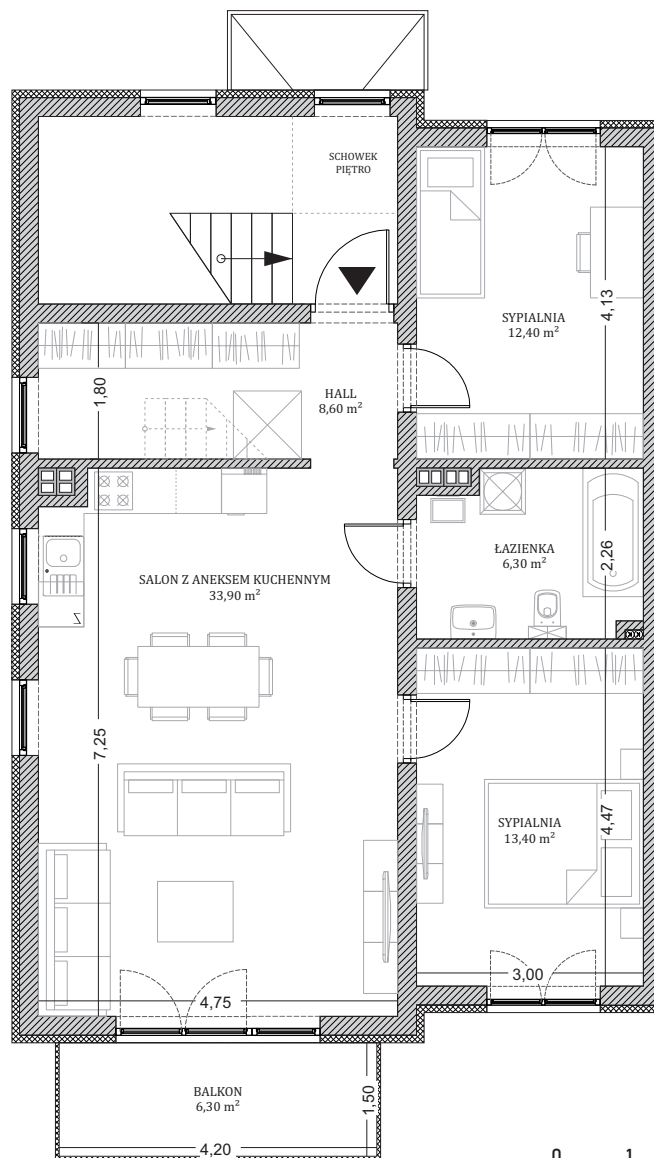 SCHOWEK
PIĘTRO
SYPIALNIA
12,40 m²
4,13
1,80
HALL
8,60 m²
SALON Z ANEKSEM KUCHENNYM
33,90 m²
ŁAZIENKA
6,30 m²
2,26
7,25
SYPIALNIA
13,40 m²
4,47
3,00
4,75
BALKON
6,30 m²
1,50
4,20
0 1